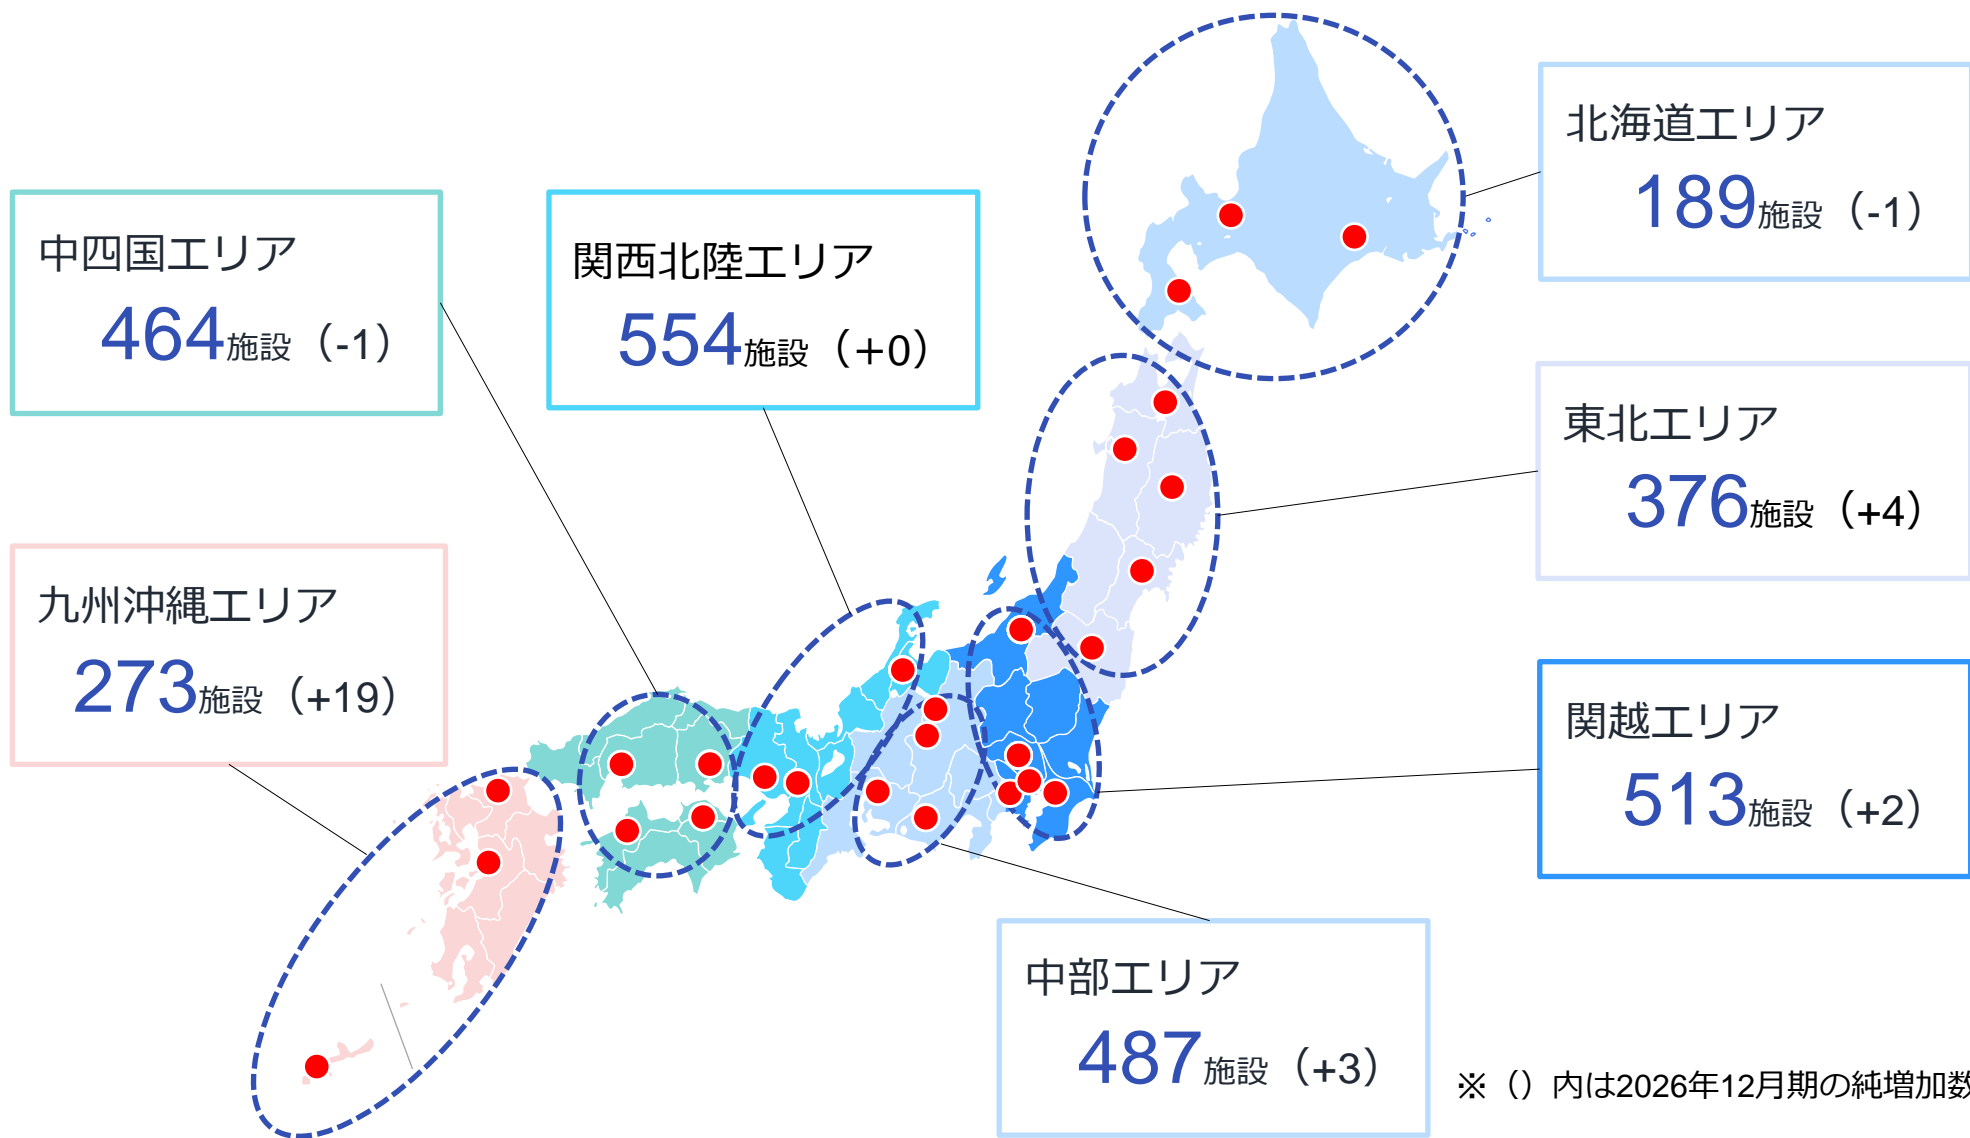 北海道エリア
189施設（-1）
中四国エリア
464施設（-1）
関西北陸エリア
554施設（+0）
東北エリア
376施設（+4）
九州沖縄エリア
273施設（+19）
関越エリア
513施設（+2）
中部エリア
487施設（+3）
※（）内は2026年12月期の純増加数